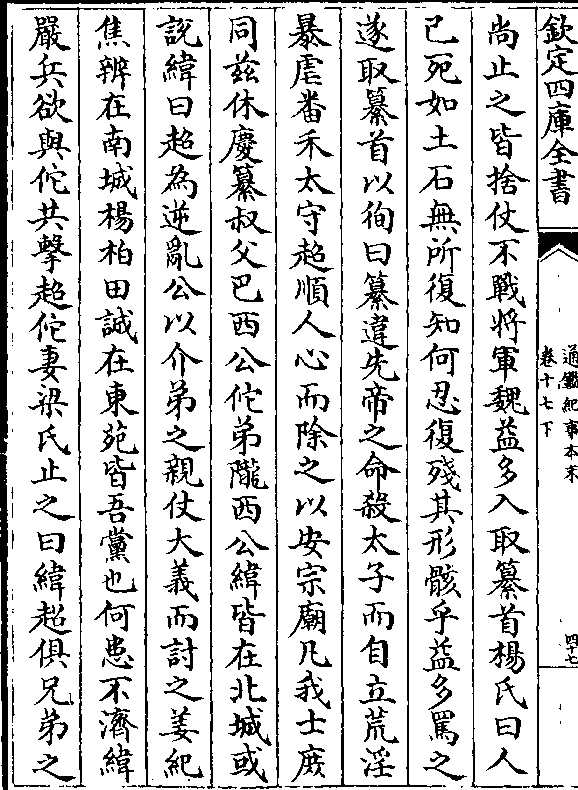 欽定四庫全書
通鑑紀事本末
卷十七下
四十七
尚止之皆捨仗不戰將軍魏益多入取纂首楊氏曰人
已死如土石無所復知何忍復殘其形骸乎益多罵之
遂取纂首以徇曰纂違先帝之命殺太子而自立荒淫
暴虐番禾太守超順人心而除之以安宗廟凡我士庶
同兹休慶纂叔父巴西公佗弟隴西公緯皆在北城或
説緯曰超為逆亂公以介弟之親仗大義而討之姜紀
焦辨在南城楊柏田誠在東苑皆吾黨也何患不濟緯
嚴兵欲與佗共擊超佗妻梁氏止之曰緯超俱兄弟之